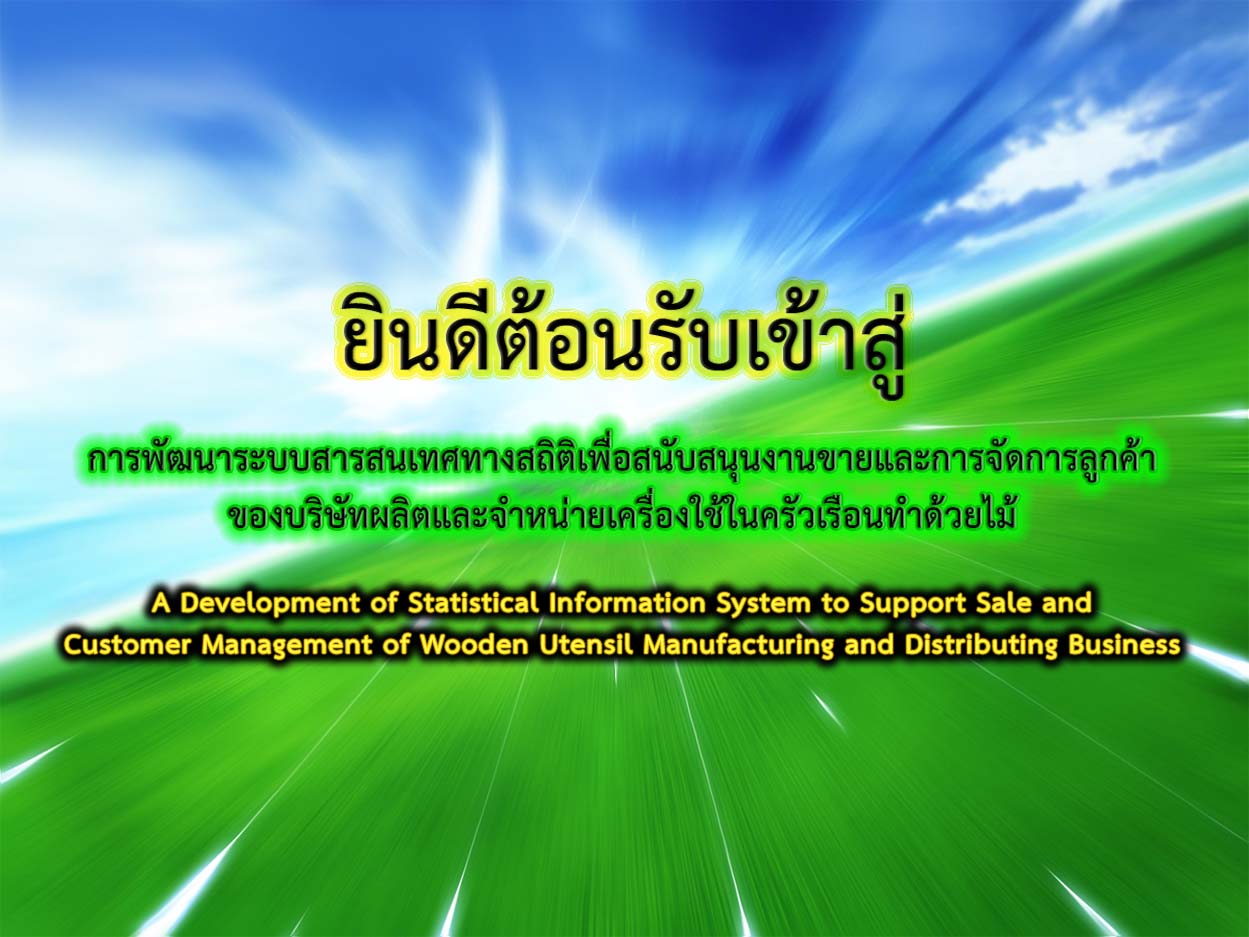 ยินดีต้อนรับเข้าสู่
การพัฒนาระบบสารสนเทศทางสถิติเพื่อสนับสนุนงานขายและการจัดการลูกค้า
ของบริษัทผลิตและจำหน่ายเครื่องใช้ในครัวเรือนทำด้วยไม้
A Development of Statistical Information System to Support Sale and
Customer Management of Wooden Utensil Manufacturing and Distributing Business